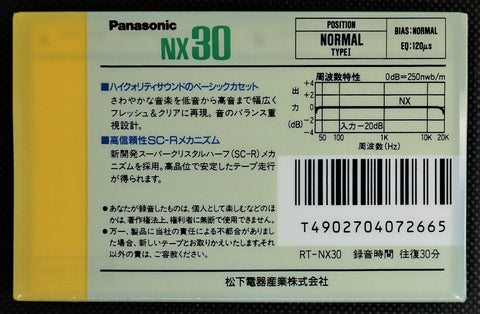 Panasonic
NX30
POSITION
NORMAL
TYPE I
BIAS:NORMAL
EQ:120μs
■ハイクォリティサウンドのベーシックカセット
さわやかな音楽を低音から高音まで幅広く
フレッシュ&クリアに再現。音のバランス重
視設計。
■高信頼性SC-Rメカニズム
新開発スーパークリスタルハーフ(SC-R)メカ
ニズムを採用。高品位で安定したテープ走行
が得られます。
●あなたが録音したものは、個人として楽しむなどのほ
かは、著作権法上、権利者に無断で使用できません。
●万一、製品に当社の責任による不都合がありまし
た場合、新しいテープとお取りかえいたします。それ
以外の責は、ご容赦ください。
周波数特性 0dB=250nwb/m
出力(dB)
+4
+2
0
-2
-4
NX
入力-20dB
20 100 1K 10K 20K
周波数(Hz)
T4902704072665
RT-NX30 録音時間 往復30分
松下電器産業株式会社